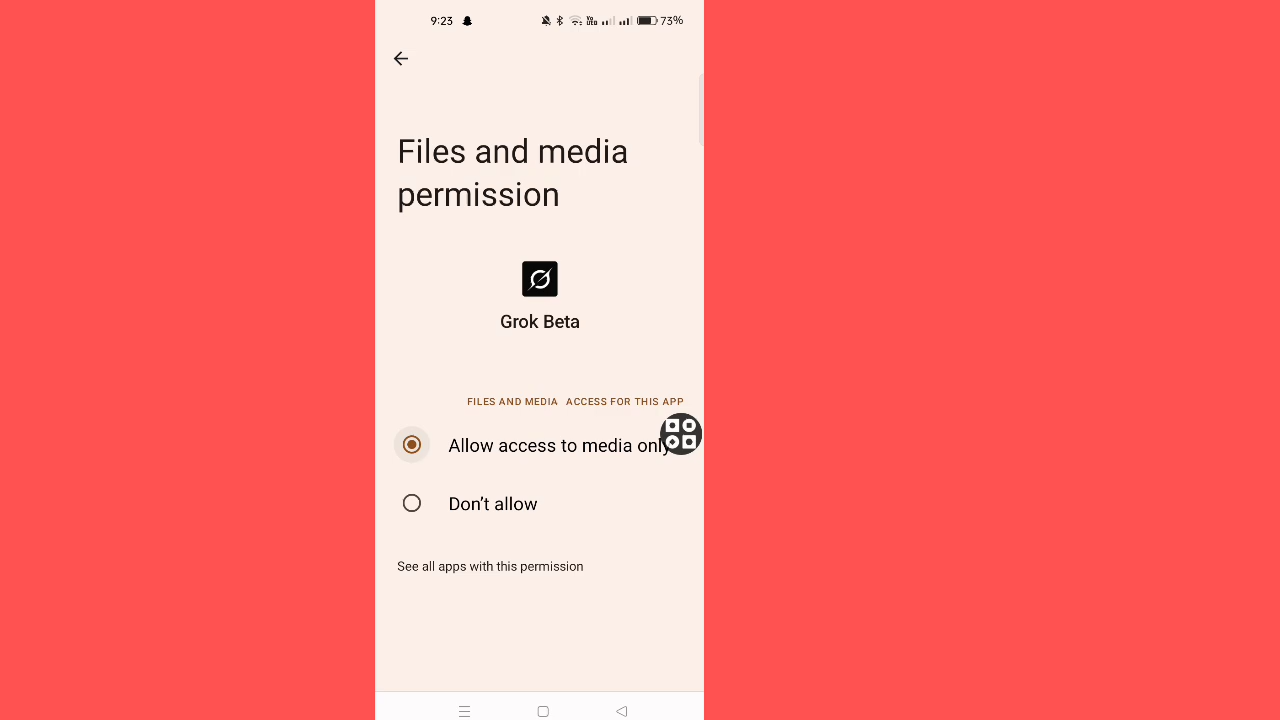 9:23 73%
Files and media
permission
Grok Beta
FILES AND MEDIA ACCESS FOR THIS APP
Allow access to media only
Don't allow
See all apps with this permission